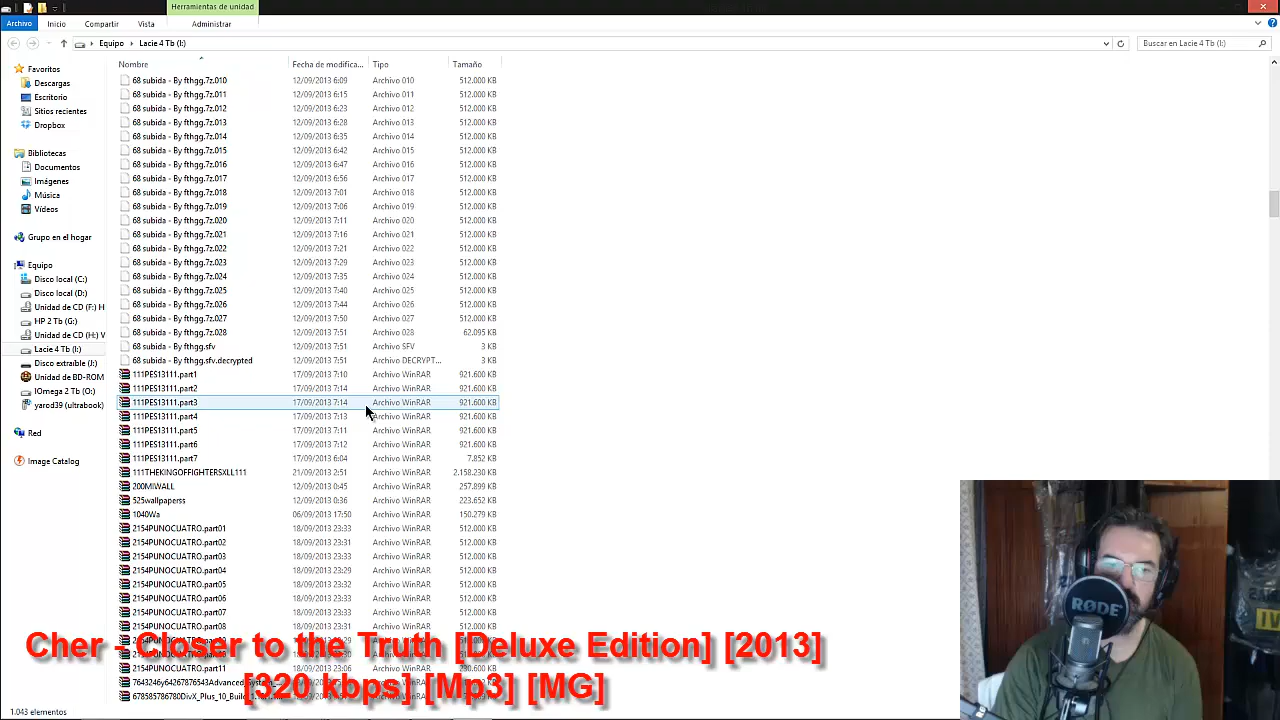 Herramientas de unidad
Archivo Inicio Compartir Vista Administrar
Equipo Lacie 4 Tb (I:) Buscar en Lacie 4 Tb (I:)
Nombre Fecha de modifica... Tipo Tamaño
Favoritos
Descargas
Escritorio
Sitios recientes
Dropbox
Bibliotecas
Documentos
Imágenes
Música
Vídeos
Grupo en el hogar
Equipo
Disco local (C:)
Disco local (D:)
Unidad de CD (F:) H
HP 2 Tb (G:)
Unidad de CD (H:) V
Lacie 4 Tb (I:)
Disco extraíble (J:)
Unidad de BD-ROM
IOmega 2 Tb (O:)
yarod39 (ultrabook)
Red
Image Catalog
68 subida - By fthgg.7z.010 12/09/2013 6:09 Archivo 010 512.000 KB
68 subida - By fthgg.7z.011 12/09/2013 6:15 Archivo 011 512.000 KB
68 subida - By fthgg.7z.012 12/09/2013 6:23 Archivo 012 512.000 KB
68 subida - By fthgg.7z.013 12/09/2013 6:28 Archivo 013 512.000 KB
68 subida - By fthgg.7z.014 12/09/2013 6:35 Archivo 014 512.000 KB
68 subida - By fthgg.7z.015 12/09/2013 6:42 Archivo 015 512.000 KB
68 subida - By fthgg.7z.016 12/09/2013 6:47 Archivo 016 512.000 KB
68 subida - By fthgg.7z.017 12/09/2013 6:56 Archivo 017 512.000 KB
68 subida - By fthgg.7z.018 12/09/2013 7:01 Archivo 018 512.000 KB
68 subida - By fthgg.7z.019 12/09/2013 7:06 Archivo 019 512.000 KB
68 subida - By fthgg.7z.020 12/09/2013 7:11 Archivo 020 512.000 KB
68 subida - By fthgg.7z.021 12/09/2013 7:16 Archivo 021 512.000 KB
68 subida - By fthgg.7z.022 12/09/2013 7:21 Archivo 022 512.000 KB
68 subida - By fthgg.7z.023 12/09/2013 7:29 Archivo 023 512.000 KB
68 subida - By fthgg.7z.024 12/09/2013 7:35 Archivo 024 512.000 KB
68 subida - By fthgg.7z.025 12/09/2013 7:40 Archivo 025 512.000 KB
68 subida - By fthgg.7z.026 12/09/2013 7:44 Archivo 026 512.000 KB
68 subida - By fthgg.7z.027 12/09/2013 7:50 Archivo 027 512.000 KB
68 subida - By fthgg.7z.028 12/09/2013 7:51 Archivo 028 62.095 KB
68 subida - By fthgg.sfv 12/09/2013 7:51 Archivo SFV 3 KB
68 subida - By fthgg.sfv.decrypted 12/09/2013 7:51 Archivo DECRYPT... 3 KB
111PES13111.part1 17/09/2013 7:10 Archivo WinRAR 921.600 KB
111PES13111.part2 17/09/2013 7:14 Archivo WinRAR 921.600 KB
111PES13111.part3 17/09/2013 7:14 Archivo WinRAR 921.600 KB
111PES13111.part4 17/09/2013 7:13 Archivo WinRAR 921.600 KB
111PES13111.part5 17/09/2013 7:11 Archivo WinRAR 921.600 KB
111PES13111.part6 17/09/2013 7:12 Archivo WinRAR 921.600 KB
111PES13111.part7 17/09/2013 6:04 Archivo WinRAR 7.852 KB
111THEKINGOFFIGHTERSXLL111 21/09/2013 2:51 Archivo WinRAR 2.158.230 KB
200MIWALL 12/09/2013 0:45 Archivo WinRAR 257.899 KB
525wallpaperss 12/09/2013 0:36 Archivo WinRAR 223.652 KB
1040Wa 06/09/2013 17:50 Archivo WinRAR 150.279 KB
2154PUNOCUATRO.part01 18/09/2013 23:33 Archivo WinRAR 512.000 KB
2154PUNOCUATRO.part02 18/09/2013 23:31 Archivo WinRAR 512.000 KB
2154PUNOCUATRO.part03 18/09/2013 23:33 Archivo WinRAR 512.000 KB
2154PUNOCUATRO.part04 18/09/2013 23:33 Archivo WinRAR 512.000 KB
2154PUNOCUATRO.part05 18/09/2013 23:32 Archivo WinRAR 512.000 KB
2154PUNOCUATRO.part06 18/09/2013 23:33 Archivo WinRAR 512.000 KB
2154PUNOCUATRO.part07 18/09/2013 23:33 Archivo WinRAR 512.000 KB
2154PUNOCUATRO.part08 18/09/2013 23:33 Archivo WinRAR 512.000 KB
Cher - Closer to the Truth [Deluxe Edition] [2013]
2154PUNOCUATRO.part11 18/09/2013 23:06 Archivo WinRAR
[320 kbps] [Mp3] [MG]
1.043 elementos
RØDE